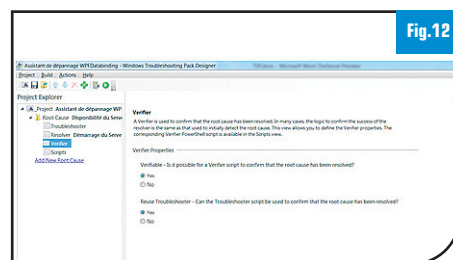 Fig.12
Assistant de dépannage WPFDatabinding - Windows Troubleshooting Pack Designer
Project Build Actions Help
Project Explorer
Project Assistant de dépannage WP
Root Cause Disponibilité du Serve
Troubleshooter
Resolver Démarrage du Serve
Verifier
Scripts
Add New Root Cause
Verifier
A Verifier is used to confirm that the root cause has been resolved. In many cases, the logic to confirm the success of the
resolver is the same as that used to initially detect the root cause. This view allows you to define the Verifier properties. The
corresponding Verifier PowerShell script is available in the Scripts view.
Verifier Properties
Verifiable - Is it possible for a Verifier script to confirm that the root cause has been resolved?
Yes
No
Reuse Troubleshooter - Can the Troubleshooter script be used to confirm that the root cause has been resolved?
Yes
No